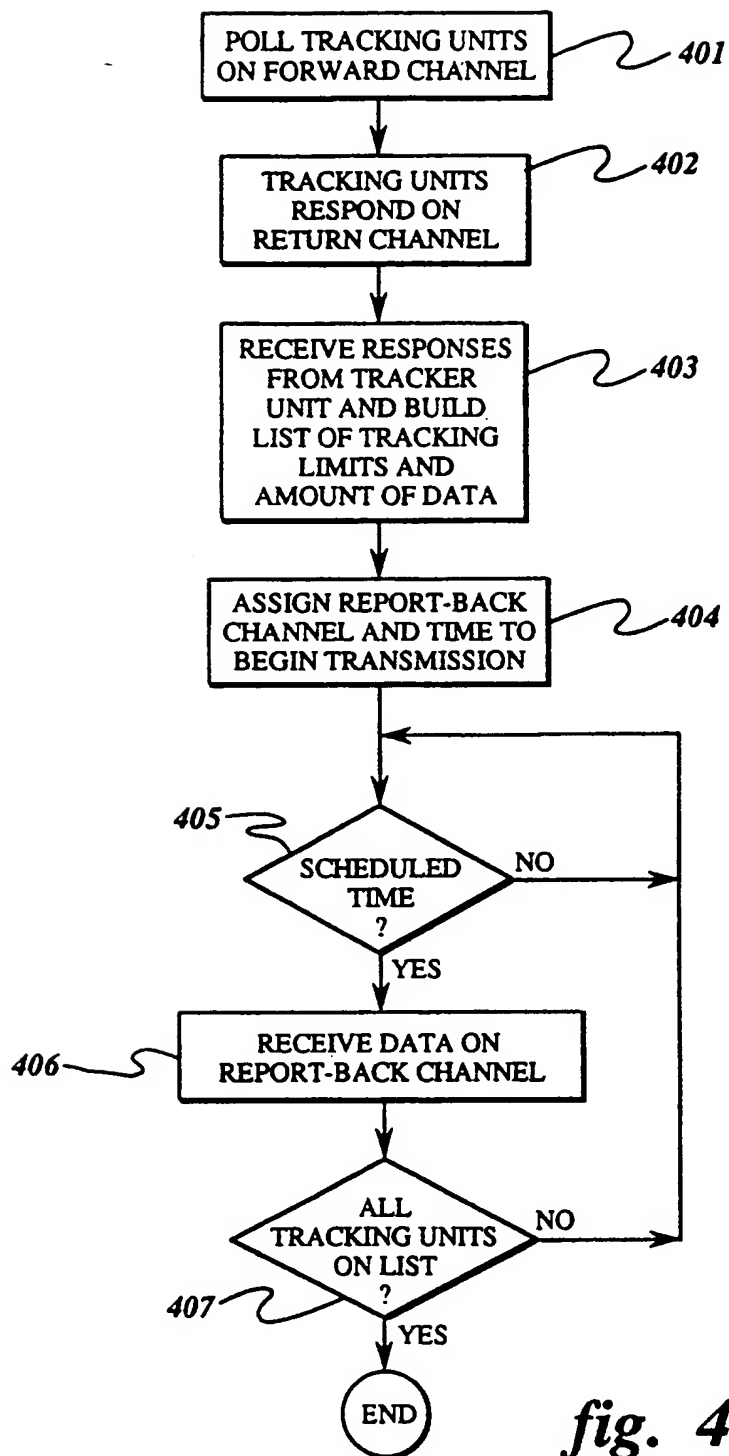 POLL TRACKING UNITS
ON FORWARD CHANNEL
401
TRACKING UNITS
RESPOND ON
RETURN CHANNEL
402
RECEIVE RESPONSES
FROM TRACKER
UNIT AND BUILD
LIST OF TRACKING
LIMITS AND
AMOUNT OF DATA
403
ASSIGN REPORT-BACK
CHANNEL AND TIME TO
BEGIN TRANSMISSION
404
405
SCHEDULED
TIME
?
NO
YES
RECEIVE DATA ON
REPORT-BACK CHANNEL
406
ALL
TRACKING UNITS
ON LIST
?
NO
407
YES
END
fig. 4